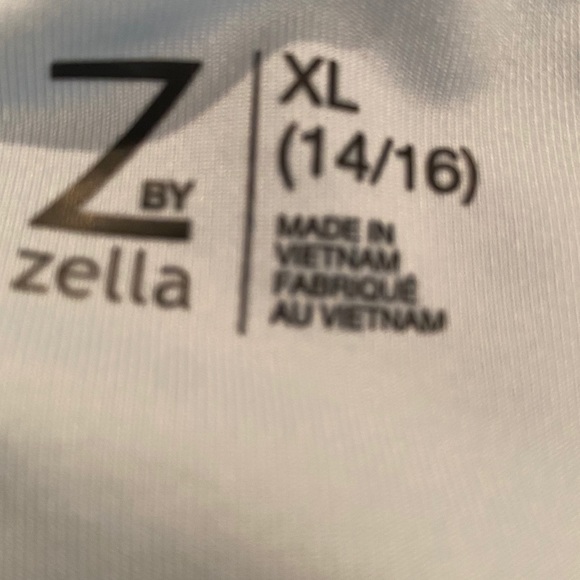 Z BY
zella
XL
(14/16)
MADE IN
VIETNAM
FABRIQUÉ
AU VIETNAM